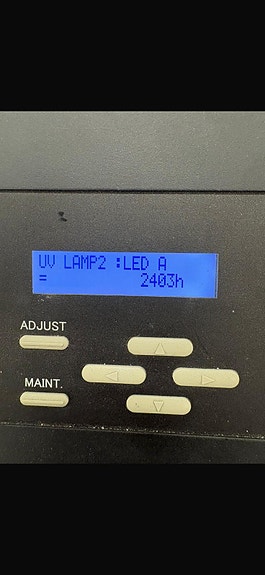 UV LAMP2 :LED A
= 2403h
ADJUST
MAINT.